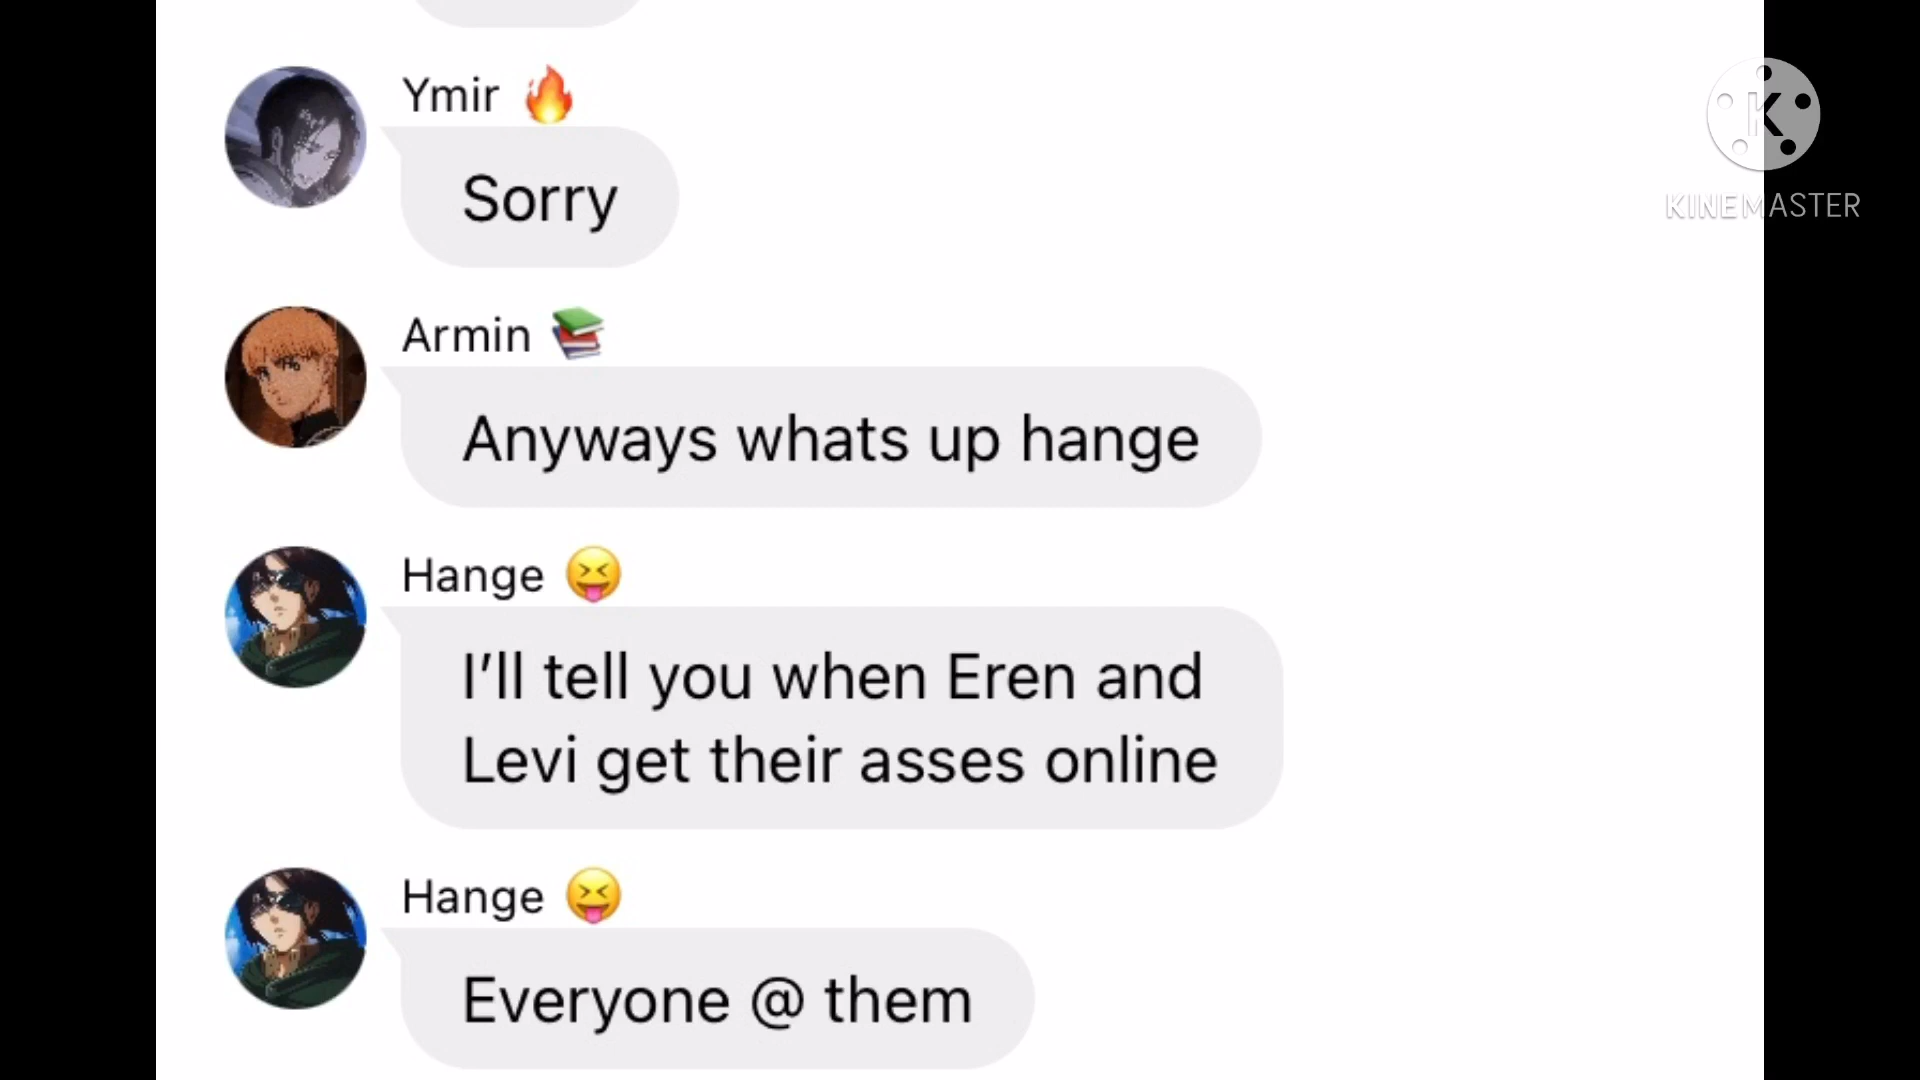 Ymir 🔥
Sorry
Armin 📚
Anyways whats up hange
Hange 😝
I’ll tell you when Eren and
Levi get their asses online
Hange 😝
Everyone @ them
K
KINEMASTER